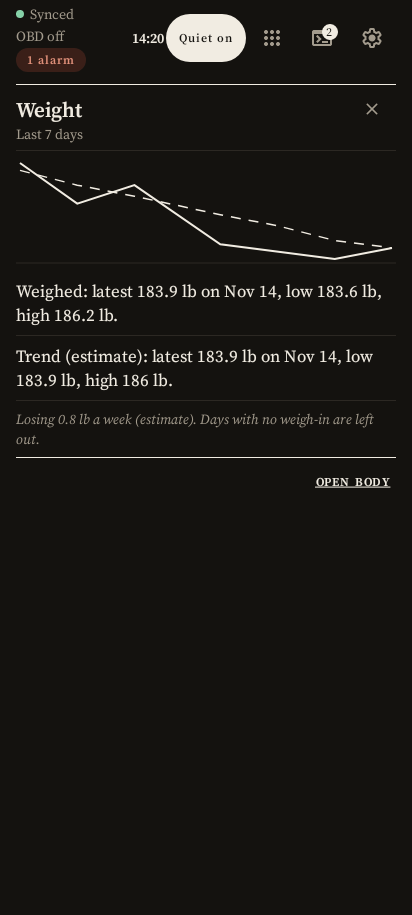 Synced
OBD off
1 alarm
14:20
Quiet on
2
Weight
Last 7 days
Weighed: latest 183.9 lb on Nov 14, low 183.6 lb,
high 186.2 lb.
Trend (estimate): latest 183.9 lb on Nov 14, low
183.9 lb, high 186 lb.
Losing 0.8 lb a week (estimate). Days with no weigh-in are left
out.
OPEN BODY